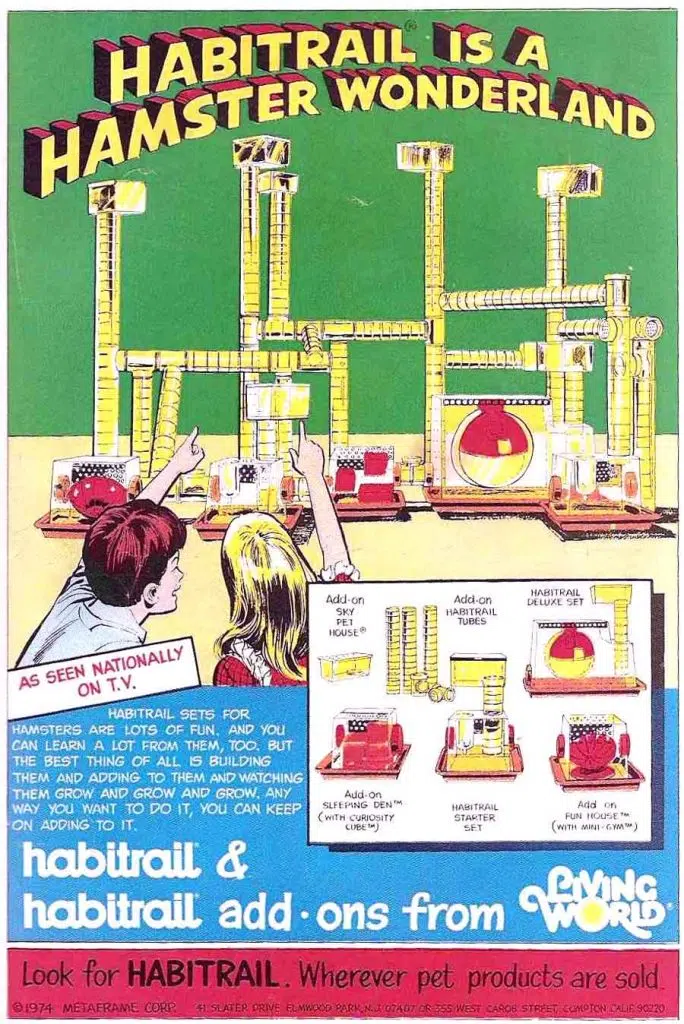 HABITRAIL® IS A
HAMSTER WONDERLAND
AS SEEN NATIONALLY
ON T.V.
HABITRAIL SETS FOR
HAMSTERS ARE LOTS OF FUN. AND YOU
CAN LEARN A LOT FROM THEM, TOO. BUT
THE BEST THING OF ALL IS BUILDING
THEM AND ADDING TO THEM AND WATCHING
THEM GROW AND GROW AND GROW. ANY
WAY YOU WANT TO DO IT, YOU CAN KEEP
ON ADDING TO IT.
Add-on
SKY
PET
HOUSE®
Add-on
HABITRAIL
TUBES
HABITRAIL
DELUXE SET
Add-on
SLEEPING DEN™
(WITH CURIOSITY
CUBE™)
HABITRAIL
STARTER
SET
Add on
FUN HOUSE™
(WITH MINI-GYM™)
habitrail® &
habitrail® add-ons from
LIVING
WORLD®
Look for HABITRAIL. Wherever pet products are sold.
©1974 METAFRAME CORP. 41 SLATER DRIVE, ELMWOOD PARK, N.J. 07407 OR 355 WEST CAROB STREET, COMPTON CALIF. 90220